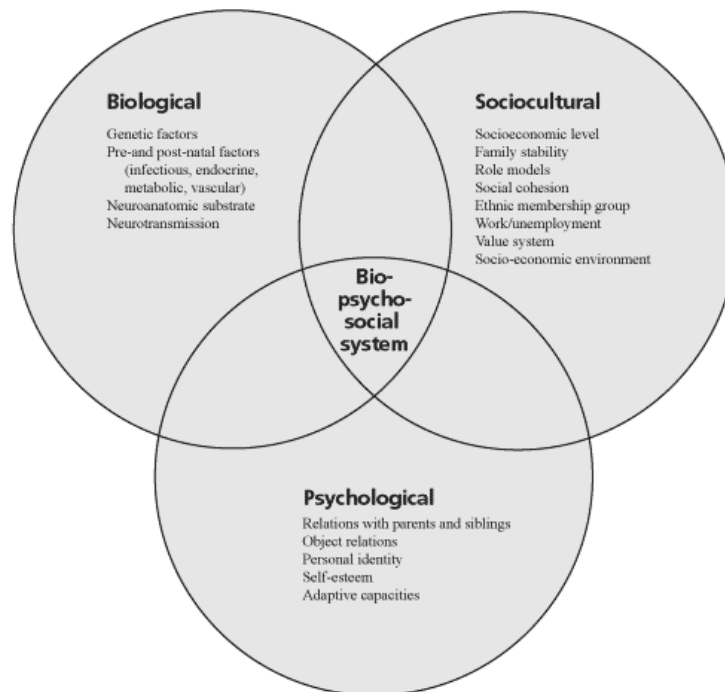 Biological
Genetic factors
Pre-and post-natal factors
(infectious, endocrine,
metabolic, vascular)
Neuroanatomic substrate
Neurotransmission
Sociocultural
Socioeconomic level
Family stability
Role models
Social cohesion
Ethnic membership group
Work/unemployment
Value system
Socio-economic environment
Bio-
psycho-
social
system
Psychological
Relations with parents and siblings
Object relations
Personal identity
Self-esteem
Adaptive capacities